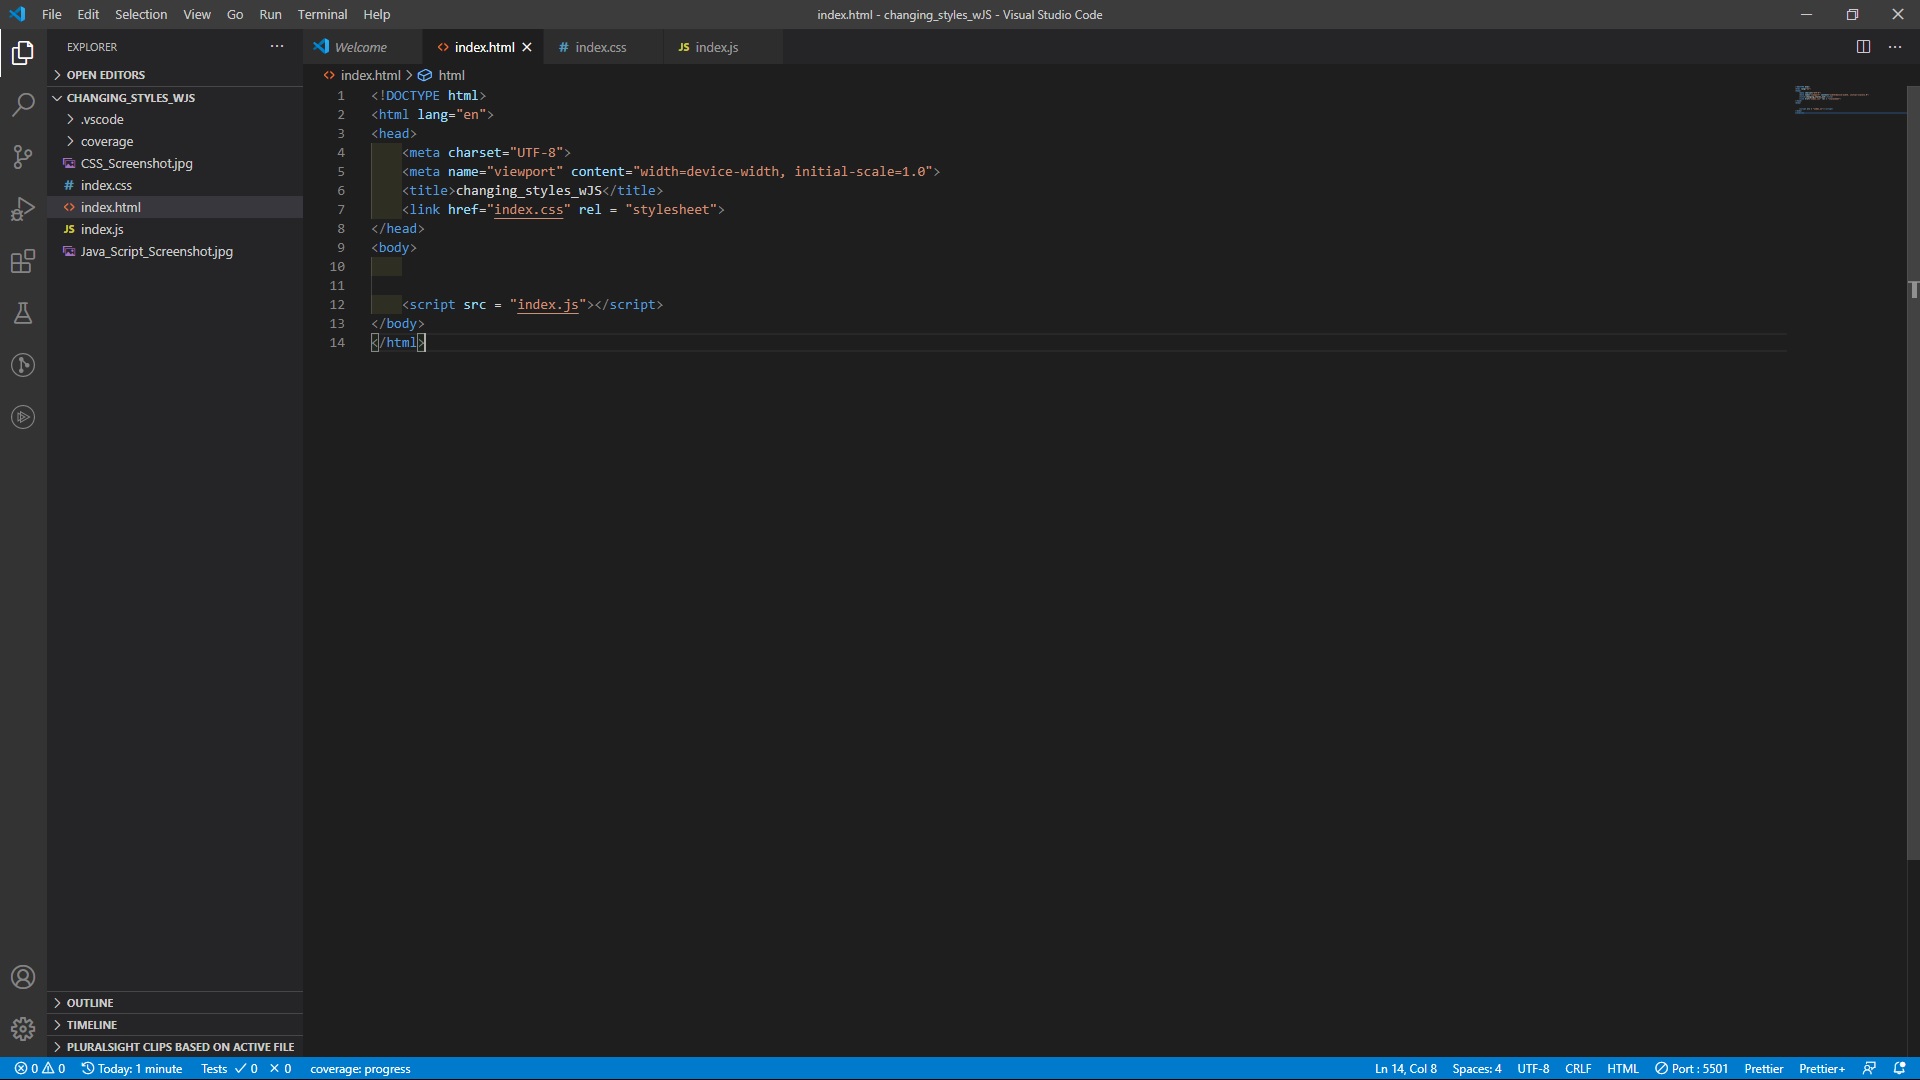 File Edit Selection View Go Run Terminal Help
index.html - changing_styles_wJS - Visual Studio Code
EXPLORER
OPEN EDITORS
CHANGING_STYLES_WJS
.vscode
coverage
CSS_Screenshot.jpg
# index.css
<> index.html
JS index.js
Java_Script_Screenshot.jpg
OUTLINE
TIMELINE
PLURALSIGHT CLIPS BASED ON ACTIVE FILE
Welcome <> index.html # index.css JS index.js
<> index.html > html
1 <!DOCTYPE html>
2 <html lang="en">
3 <head>
4 <meta charset="UTF-8">
5 <meta name="viewport" content="width=device-width, initial-scale=1.0">
6 <title>changing_styles_wJS</title>
7 <link href="index.css" rel = "stylesheet">
8 </head>
9 <body>
10
11
12 <script src = "index.js"></script>
13 </body>
14 </html>
0 0 Today: 1 minute Tests ✓ 0 × 0 coverage: progress Ln 14, Col 8 Spaces: 4 UTF-8 CRLF HTML Port : 5501 Prettier Prettier+